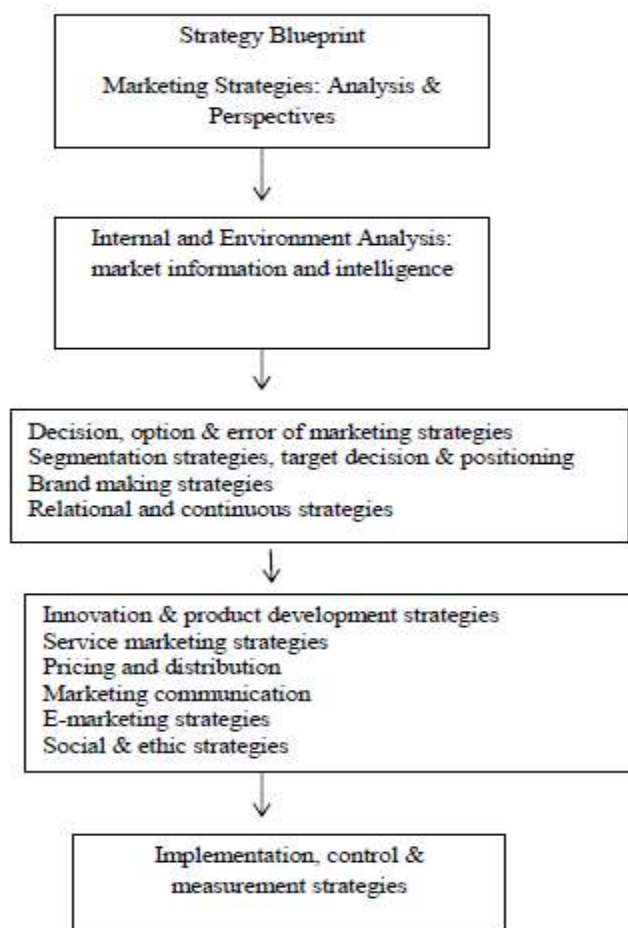 Strategy Blueprint
Marketing Strategies: Analysis &
Perspectives
Internal and Environment Analysis:
market information and intelligence
Decision, option & error of marketing strategies
Segmentation strategies, target decision & positioning
Brand making strategies
Relational and continuous strategies
Innovation & product development strategies
Service marketing strategies
Pricing and distribution
Marketing communication
E-marketing strategies
Social & ethic strategies
Implementation, control &
measurement strategies